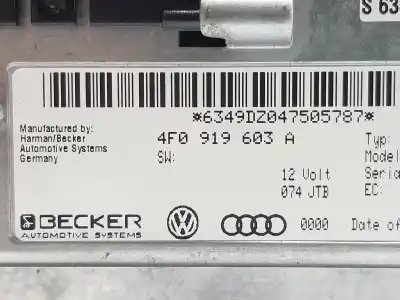 S 63
*6349DZ047505787*
Manufactured by:
Harman/Becker
Automotive Systems
Germany
4F0 919 603 A
SW:
12 Volt
074 JTB
Typ:
Model
Seria
EC:
BECKER
AUTOMOTIVE SYSTEMS
0000
Date of